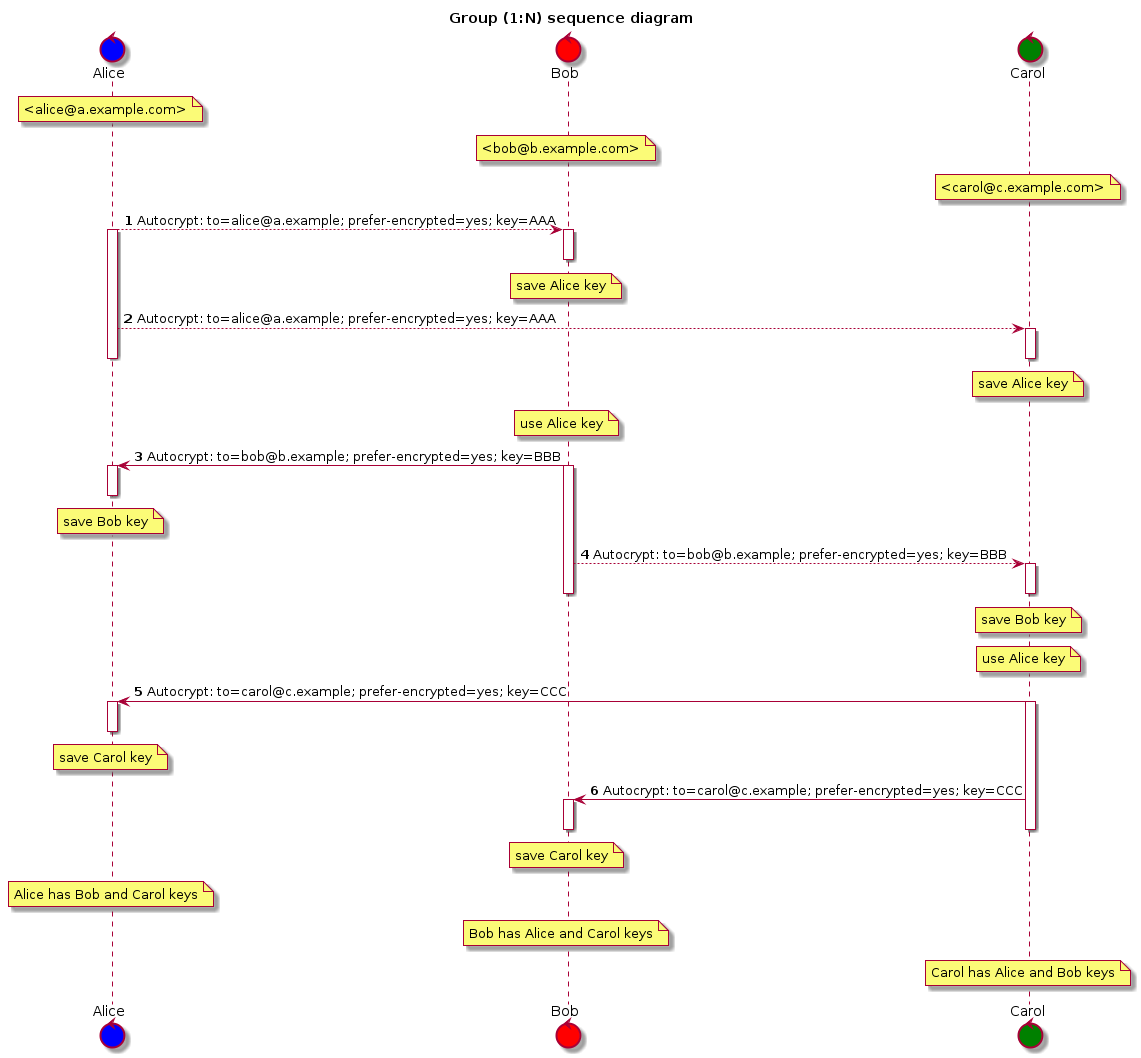 Group (1:N) sequence diagram
Alice
Bob
Carol
<alice@a.example.com>
<bob@b.example.com>
<carol@c.example.com>
1 Autocrypt: to=alice@a.example; prefer-encrypted=yes; key=AAA
save Alice key
2 Autocrypt: to=alice@a.example; prefer-encrypted=yes; key=AAA
save Alice key
use Alice key
3 Autocrypt: to=bob@b.example; prefer-encrypted=yes; key=BBB
save Bob key
4 Autocrypt: to=bob@b.example; prefer-encrypted=yes; key=BBB
save Bob key
use Alice key
5 Autocrypt: to=carol@c.example; prefer-encrypted=yes; key=CCC
save Carol key
6 Autocrypt: to=carol@c.example; prefer-encrypted=yes; key=CCC
save Carol key
Alice has Bob and Carol keys
Bob has Alice and Carol keys
Carol has Alice and Bob keys
Alice
Bob
Carol